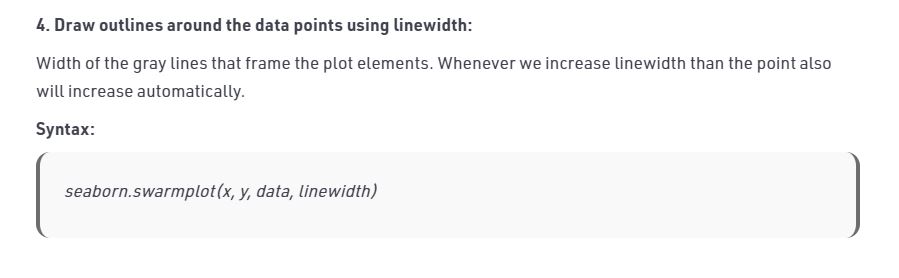 4. Draw outlines around the data points using linewidth:
Width of the gray lines that frame the plot elements. Whenever we increase linewidth than the point also
will increase automatically.
Syntax:
seaborn.swarmplot(x, y, data, linewidth)